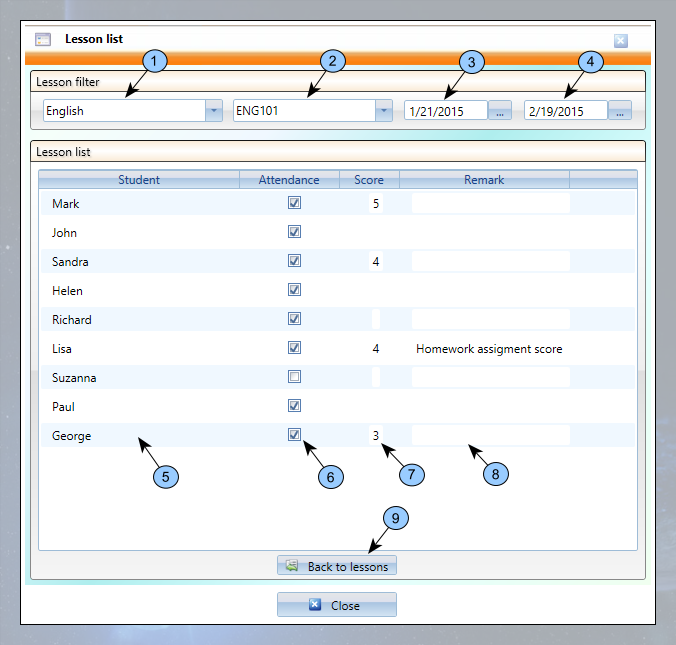 Lesson list
1 2 3 4
Lesson filter
English ENG101 1/21/2015 ... 2/19/2015 ...
Lesson list
Student Attendance Score Remark
Mark 5
John
Sandra 4
Helen
Richard
Lisa 4 Homework assigment score
Suzanna
Paul
George 3
5 6 7 8
9
Back to lessons
Close